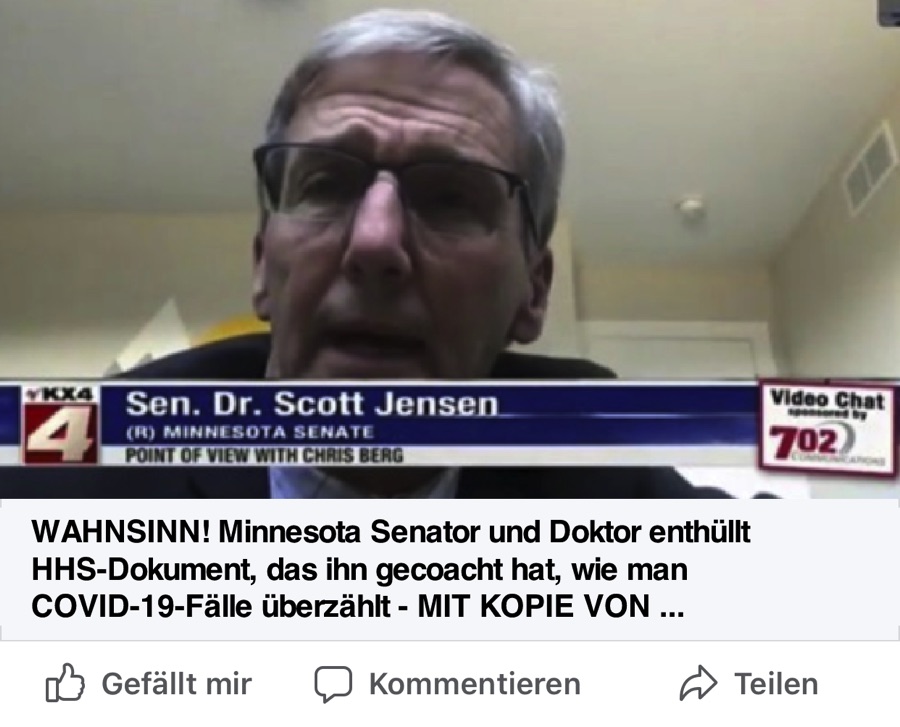 KX4
4
Sen. Dr. Scott Jensen
(R) MINNESOTA SENATE
POINT OF VIEW WITH CHRIS BERG
Video Chat
sponsored by
702
COMMUNICATIONS
WAHNSINN! Minnesota Senator und Doktor enthüllt
HHS-Dokument, das ihn gecoacht hat, wie man
COVID-19-Fälle überzählt - MIT KOPIE VON ...
Gefällt mir Kommentieren Teilen